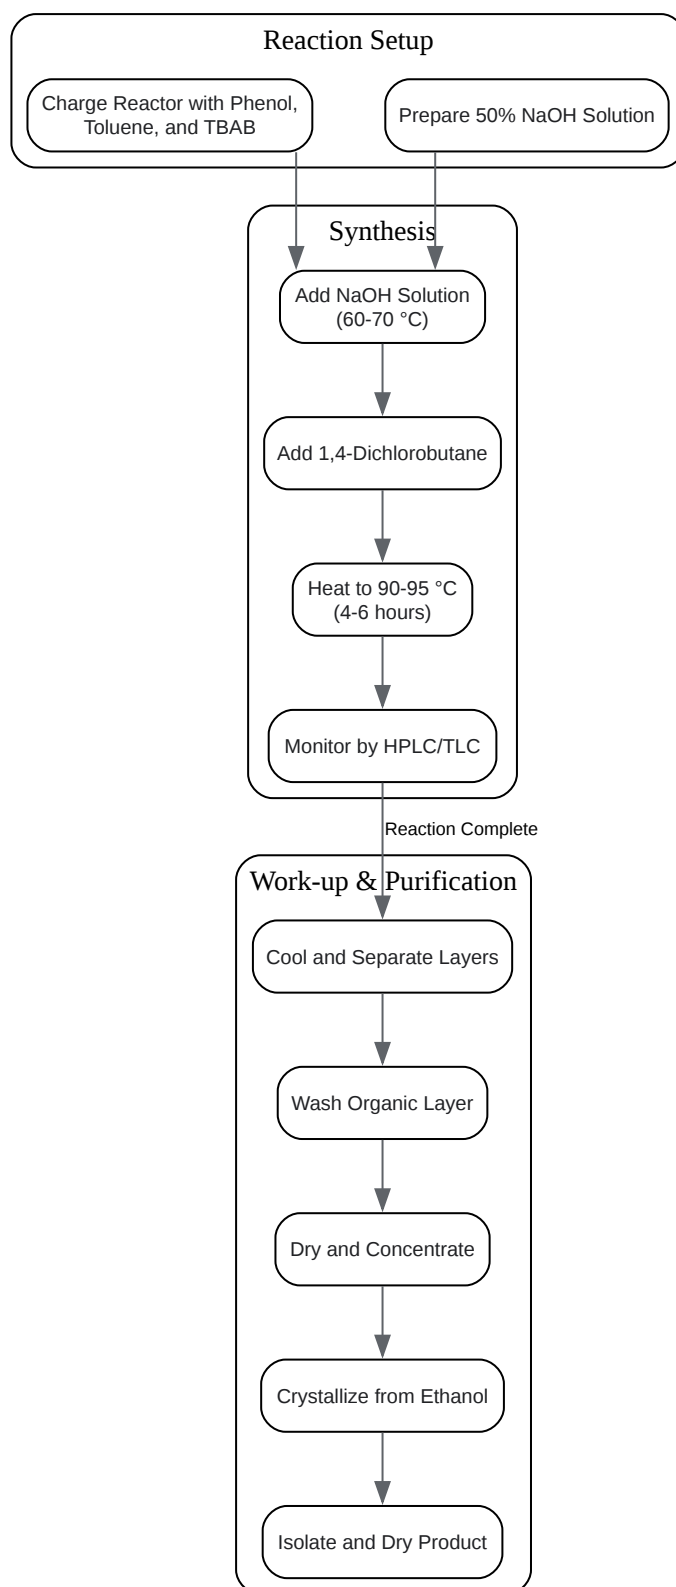 Reaction Setup
Charge Reactor with Phenol,
Toluene, and TBAB
Prepare 50% NaOH Solution
Synthesis
Add NaOH Solution
(60-70 °C)
Add 1,4-Dichlorobutane
Heat to 90-95 °C
(4-6 hours)
Monitor by HPLC/TLC
Reaction Complete
Work-up & Purification
Cool and Separate Layers
Wash Organic Layer
Dry and Concentrate
Crystallize from Ethanol
Isolate and Dry Product